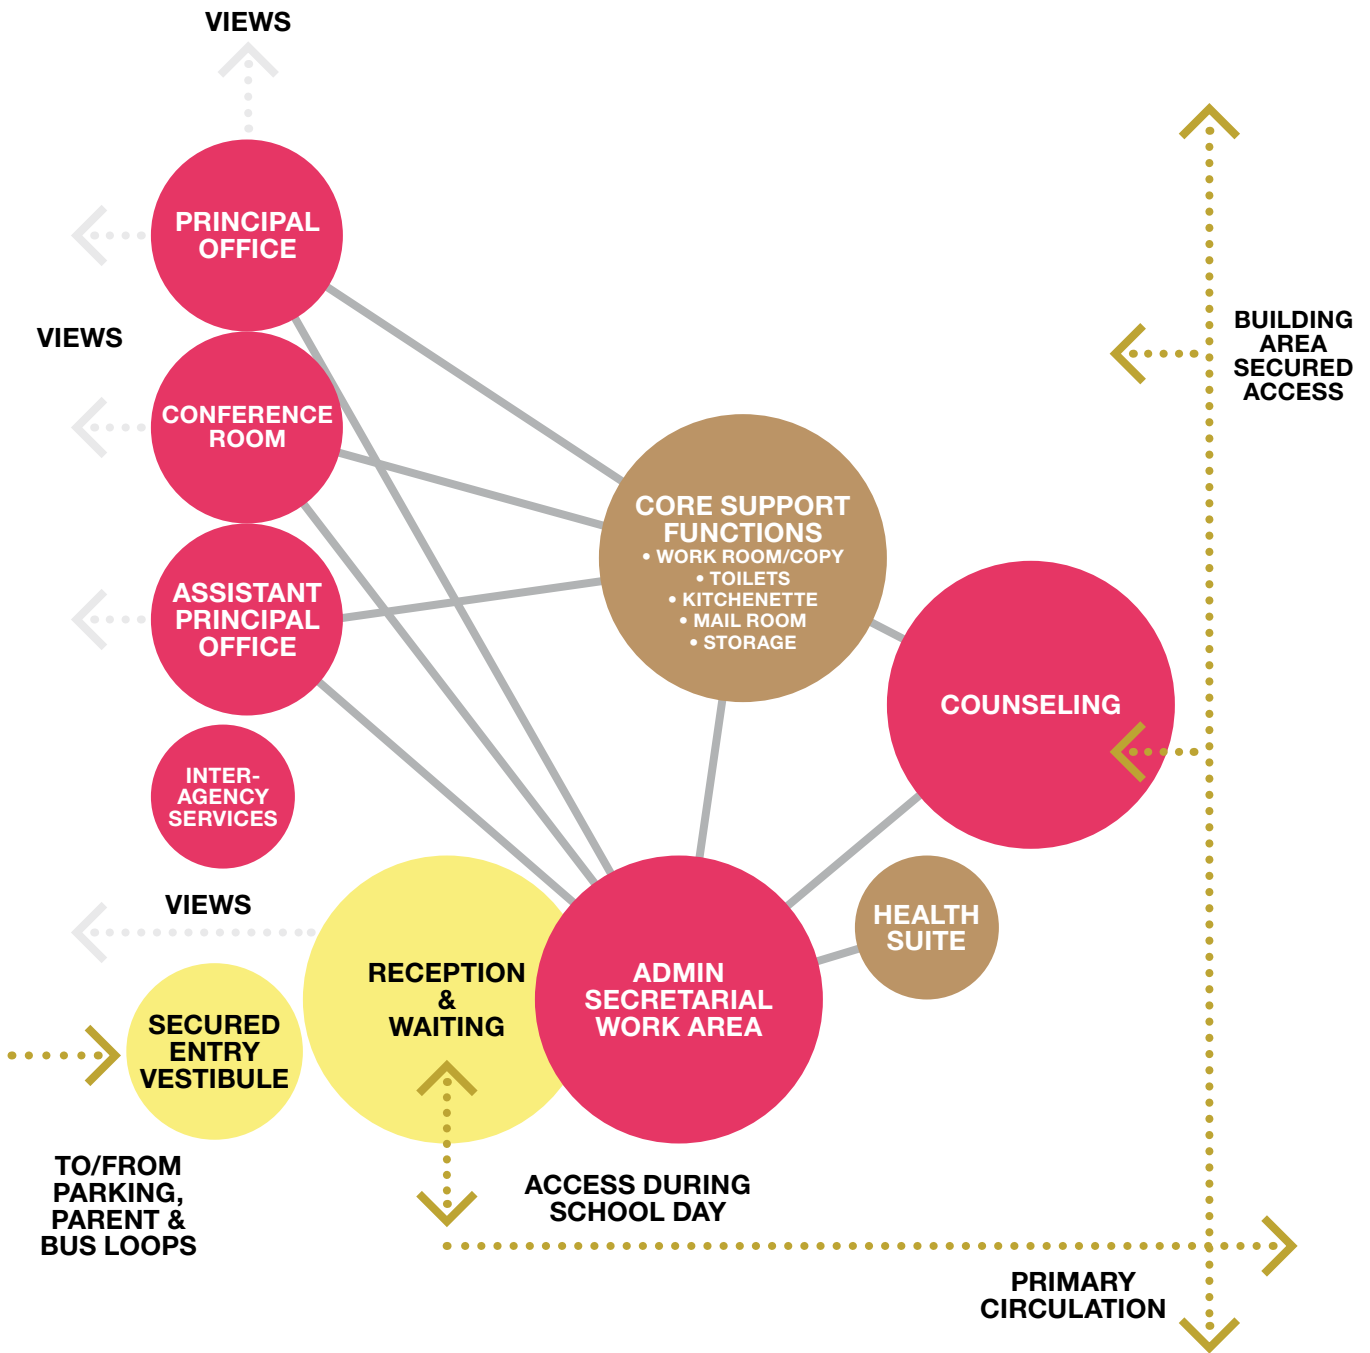 VIEWS
PRINCIPAL
OFFICE
VIEWS
CONFERENCE
ROOM
ASSISTANT
PRINCIPAL
OFFICE
INTER-
AGENCY
SERVICES
VIEWS
CORE SUPPORT
FUNCTIONS
• WORK ROOM/COPY
• TOILETS
• KITCHENETTE
• MAIL ROOM
• STORAGE
COUNSELING
BUILDING
AREA
SECURED
ACCESS
HEALTH
SUITE
RECEPTION
&
WAITING
ADMIN
SECRETARIAL
WORK AREA
SECURED
ENTRY
VESTIBULE
TO/FROM
PARKING,
PARENT &
BUS LOOPS
ACCESS DURING
SCHOOL DAY
PRIMARY
CIRCULATION